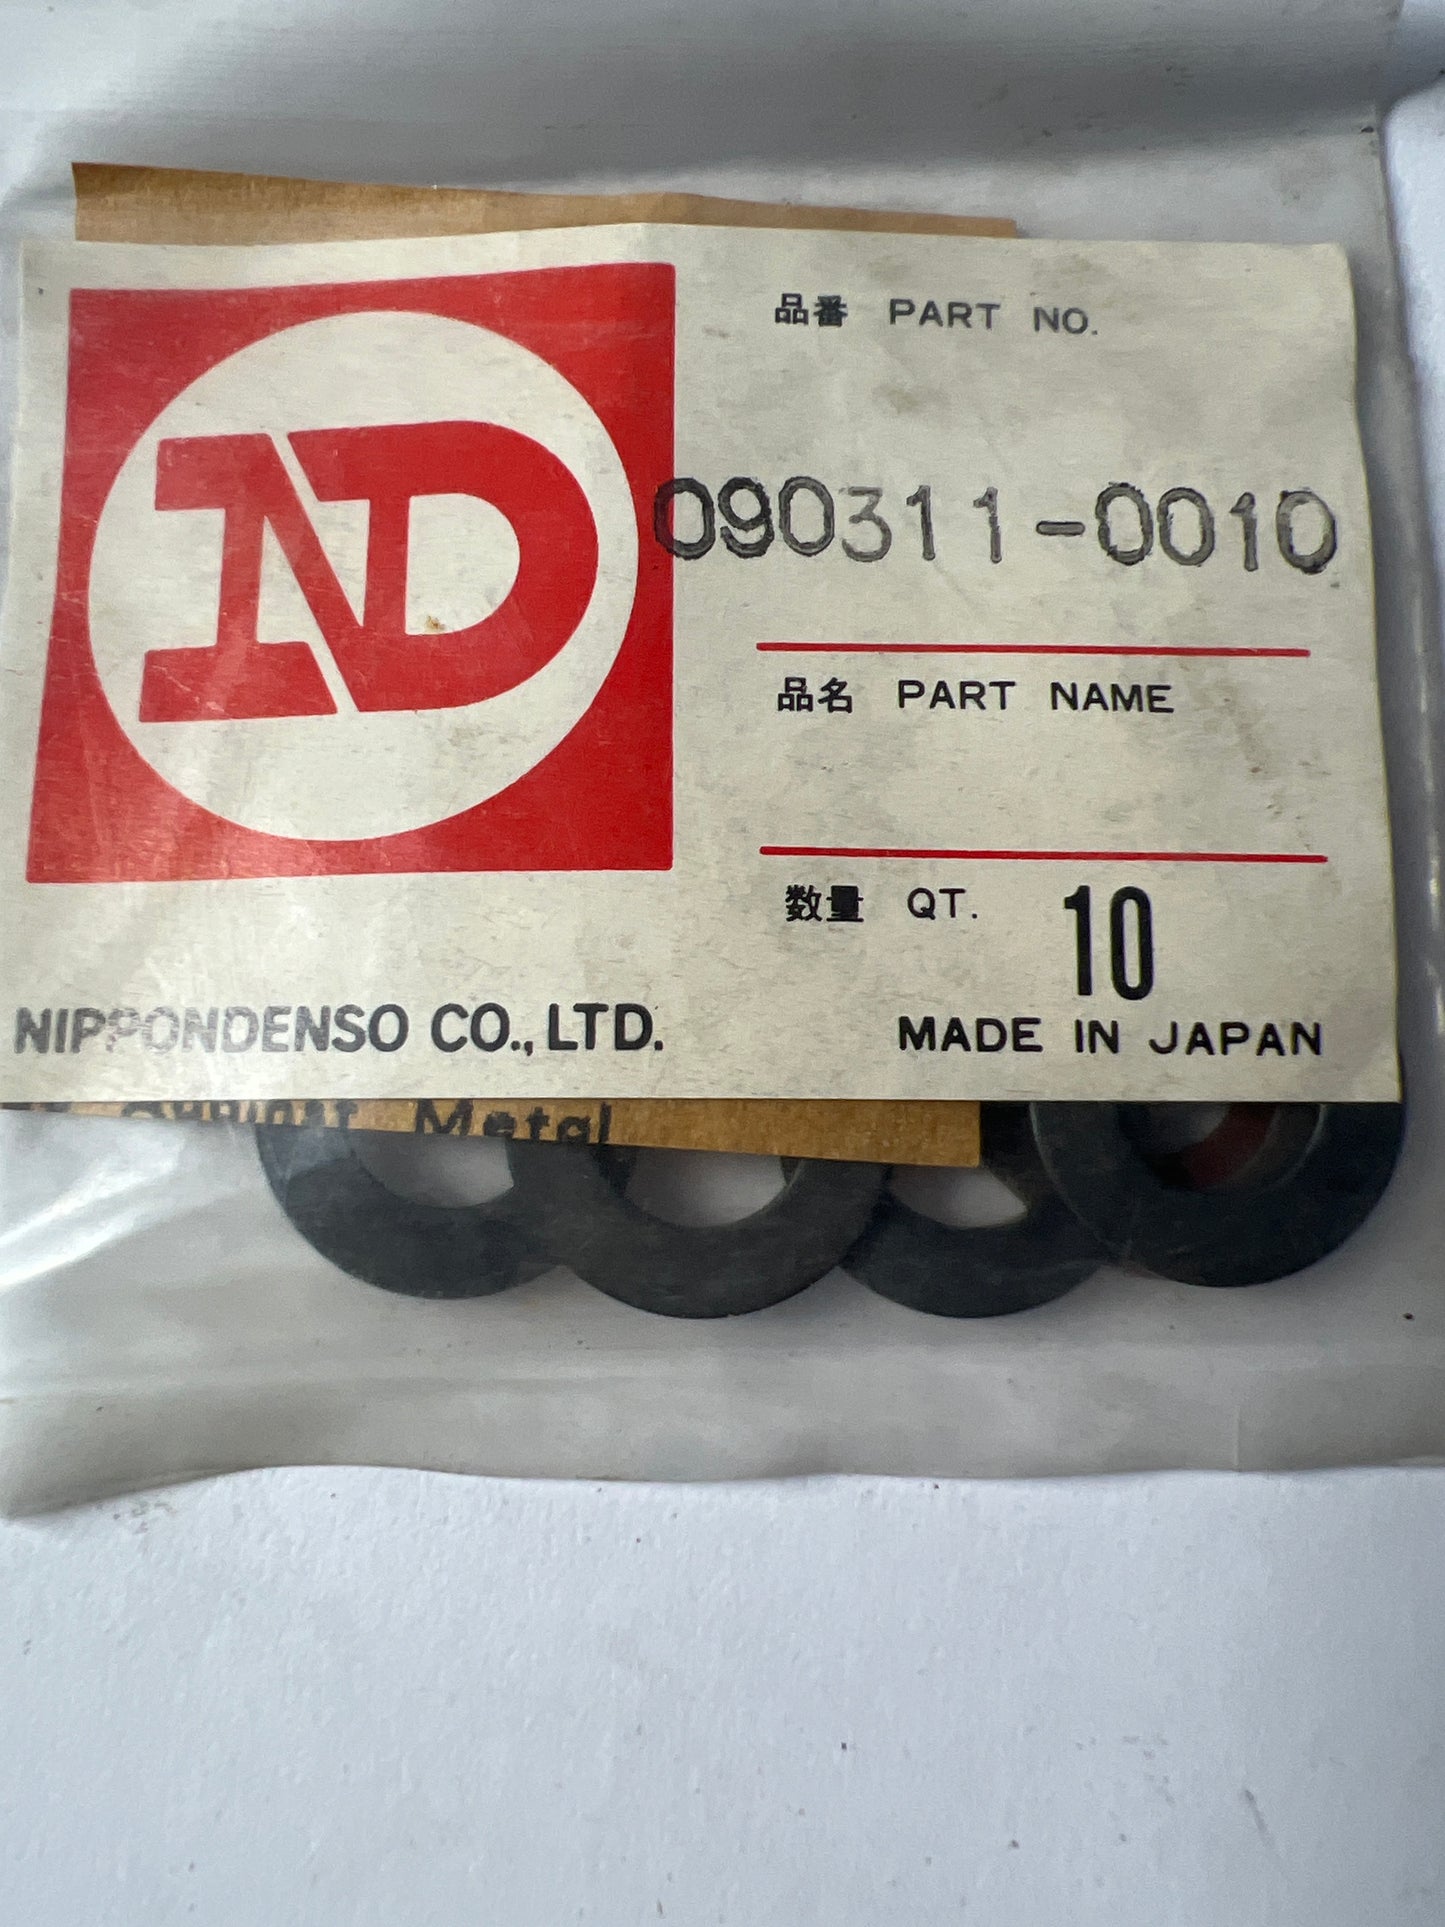 ND
品番 PART NO.
090311-0010
品名 PART NAME
数量 QT. 10
NIPPONDENSO CO., LTD.
MADE IN JAPAN
Metal